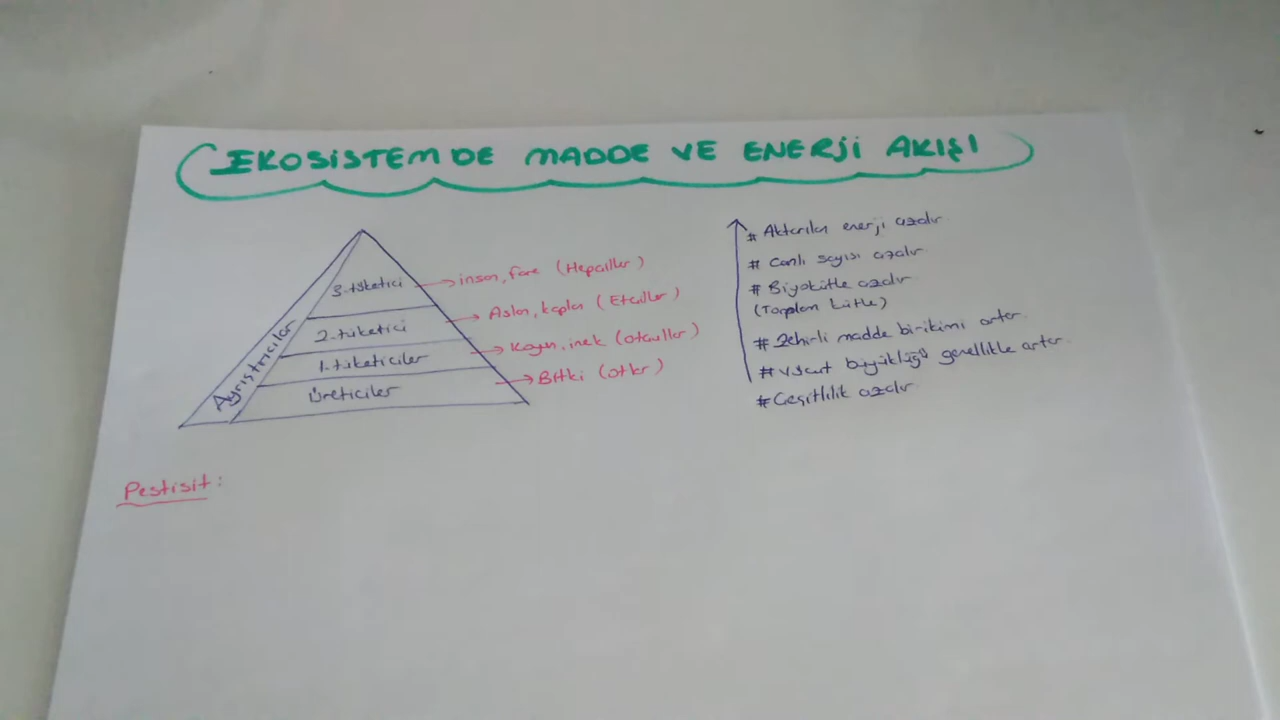 EKOSİSTEMDE MADDE VE ENERJİ AKIŞI
Ayrıştırıcılar
3. tüketici
2. tüketici
1. tüketiciler
Üreticiler
insan, fare (Hepçiller)
Aslan, kaplan (Etçiller)
Koyun, inek (otçullar)
Bitki (otlar)
# Aktarılan enerji azalır
# Canlı sayısı azalır
# Biyokütle azalır
(Toplam kütle)
# Zehirli madde birikimi artar
# Vücut büyüklüğü genellikle artar
# Çeşitlilik azalır
Pestisit: